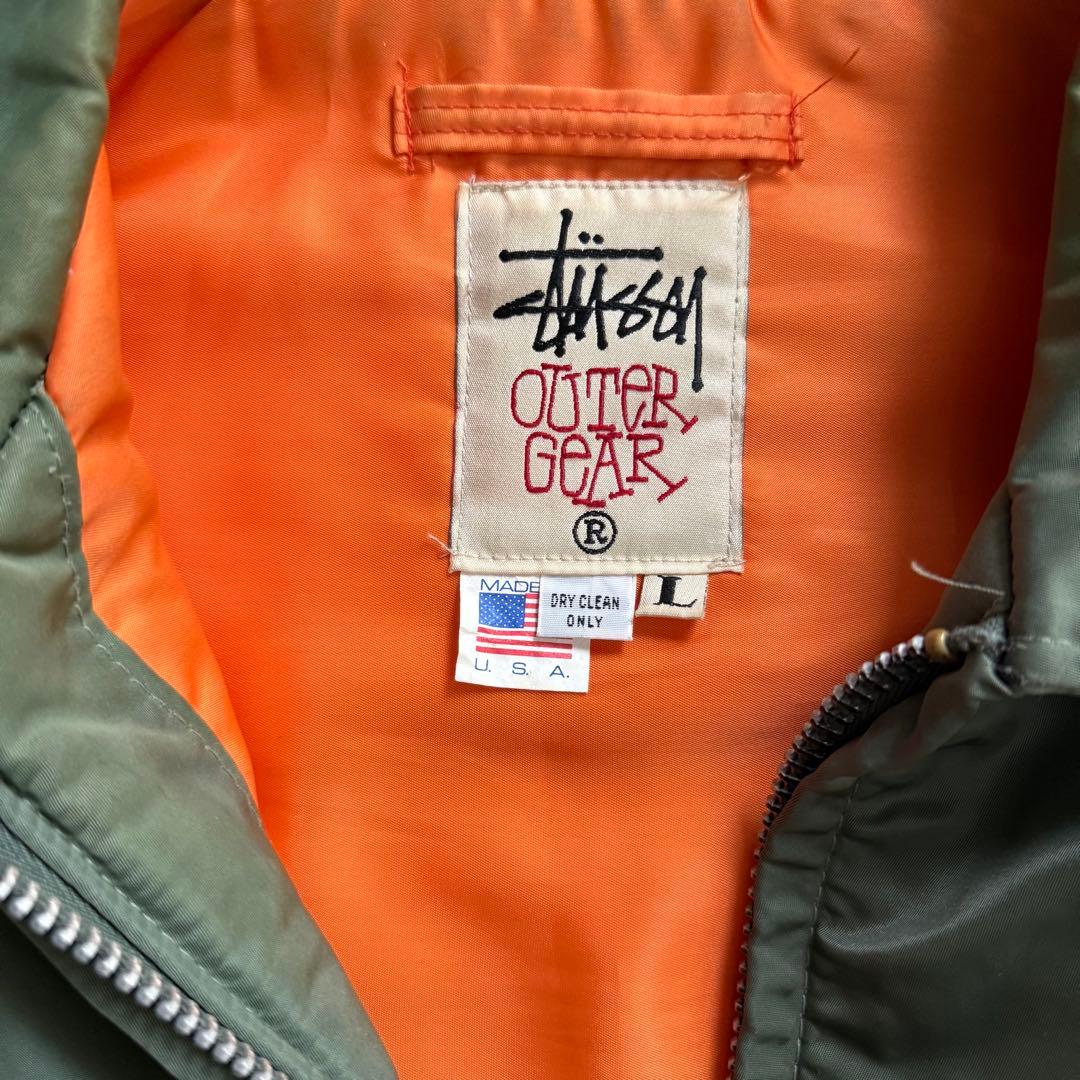 Stüssy
OUTER
GEAR
®
MADE
L
DRY CLEAN
ONLY
U. S. A.